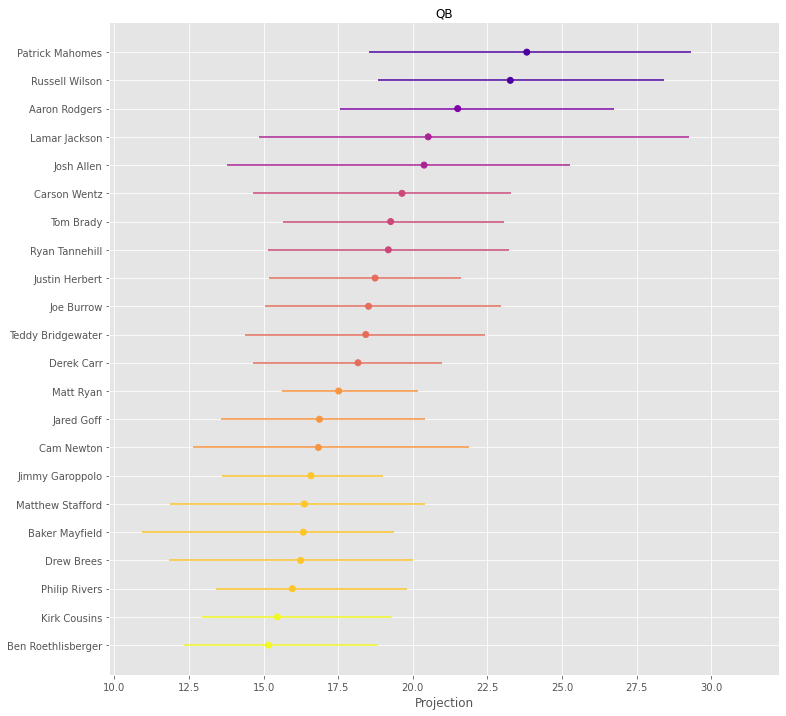 QB
Patrick Mahomes
Russell Wilson
Aaron Rodgers
Lamar Jackson
Josh Allen
Carson Wentz
Tom Brady
Ryan Tannehill
Justin Herbert
Joe Burrow
Teddy Bridgewater
Derek Carr
Matt Ryan
Jared Goff
Cam Newton
Jimmy Garoppolo
Matthew Stafford
Baker Mayfield
Drew Brees
Philip Rivers
Kirk Cousins
Ben Roethlisberger
10.0 12.5 15.0 17.5 20.0 22.5 25.0 27.5 30.0
Projection